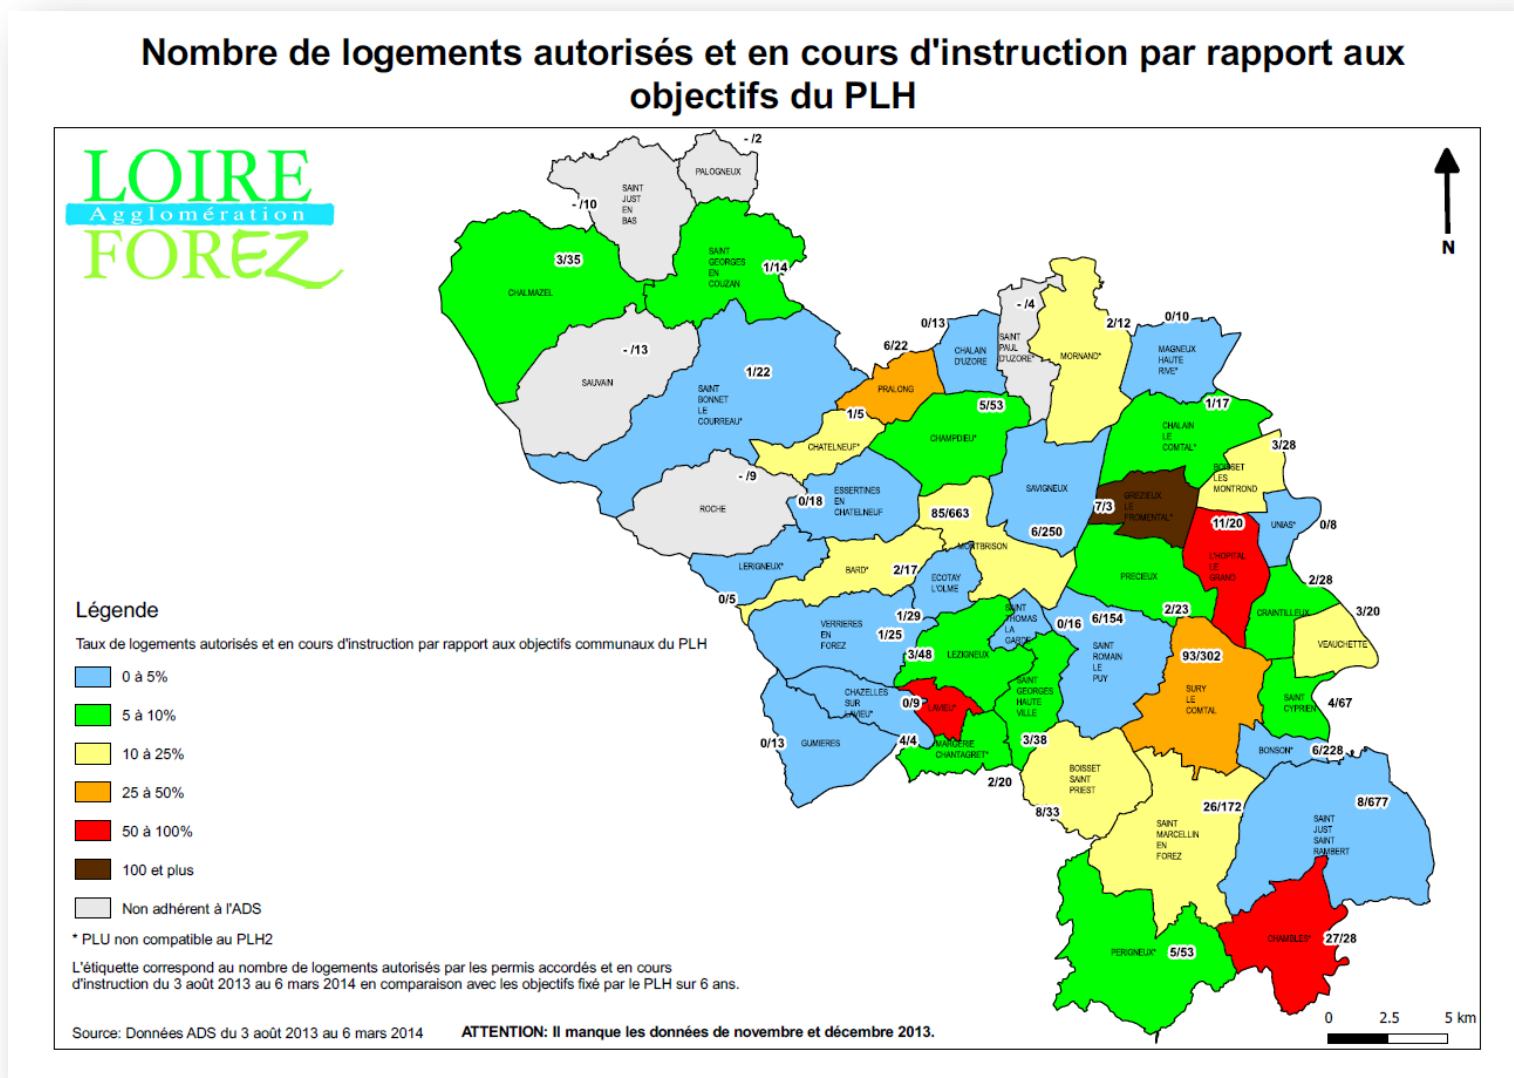 Nombre de logements autorisés et en cours d'instruction par rapport aux
objectifs du PLH
LOIRE
Agglomération
FOREZ
N
- /2
PALOGNEUX
SAINT
JUST
EN
BAS
- /10
3/35
CHALMAZEL
SAINT
GEORGES
EN
COUZAN
1/14
- /13
SAUVAIN
1/22
SAINT
BONNET
LE
COURREAU*
6/22
PRALONG
0/13
CHALAIN
D'UZORE
- /4
SAINT
PAUL
D'UZORE*
2/12
MORNAND*
0/10
MAGNEUX
HAUTE
RIVE*
1/5
CHATELNEUF*
5/53
CHAMPDIEU*
1/17
CHALAIN
LE
COMTAL*
3/28
BOISSET
LES
MONTROND
- /9
ROCHE
0/18
ESSERTINES
EN
CHATELNEUF
SAVIGNEUX
6/250
7/3
GREZIEUX
LE
FROMENTAL*
85/663
MONTBRISON
11/20
L'HOPITAL
LE
GRAND
UNIAS*
0/8
LERIGNEUX*
0/5
BARD*
2/17
ECOTAY
L'OLME
1/29
PRECIEUX
2/23
2/28
CRAINTILLEUX
3/20
VEAUCHETTE
VERRIERES
EN
FOREZ
1/25
3/48
LEZIGNEUX
SAINT
THOMAS
LA
GARDE
0/16
6/154
SAINT
ROMAIN
LE
PUY
93/302
SURY
LE
COMTAL
SAINT
CYPRIEN
4/67
CHAZELLES
SUR
LAVIEU*
0/9
LAVIEU*
SAINT
GEORGES
HAUTE
VILLE
3/38
0/13
GUMIERES
4/4
MARGERIE
CHANTAGRET*
2/20
BONSON*
6/228
BOISSET
SAINT
PRIEST
8/33
26/172
SAINT
MARCELLIN
EN
FOREZ
8/677
SAINT
JUST
SAINT
RAMBERT
PERIGNEUX*
5/53
CHAMBLES*
27/28
Légende
Taux de logements autorisés et en cours d'instruction par rapport aux objectifs communaux du PLH
0 à 5%
5 à 10%
10 à 25%
25 à 50%
50 à 100%
100 et plus
Non adhérent à l'ADS
* PLU non compatible au PLH2
L'étiquette correspond au nombre de logements autorisés par les permis accordés et en cours
d'instruction du 3 août 2013 au 6 mars 2014 en comparaison avec les objectifs fixé par le PLH sur 6 ans.
Source: Données ADS du 3 août 2013 au 6 mars 2014
ATTENTION: Il manque les données de novembre et décembre 2013.
0 2.5 5 km